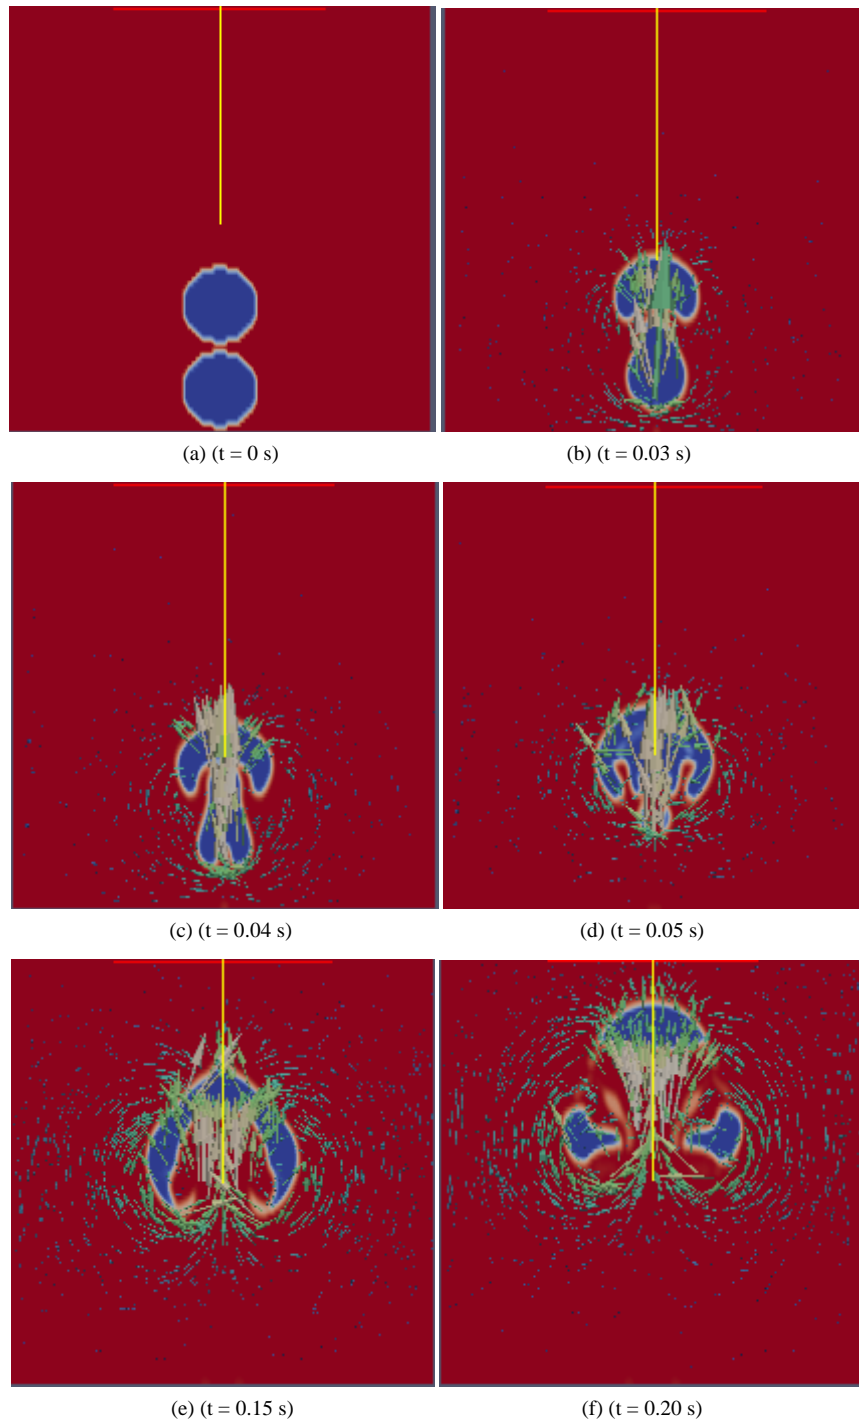 (a) (t = 0 s)
(b) (t = 0.03 s)
(c) (t = 0.04 s)
(d) (t = 0.05 s)
(e) (t = 0.15 s)
(f) (t = 0.20 s)